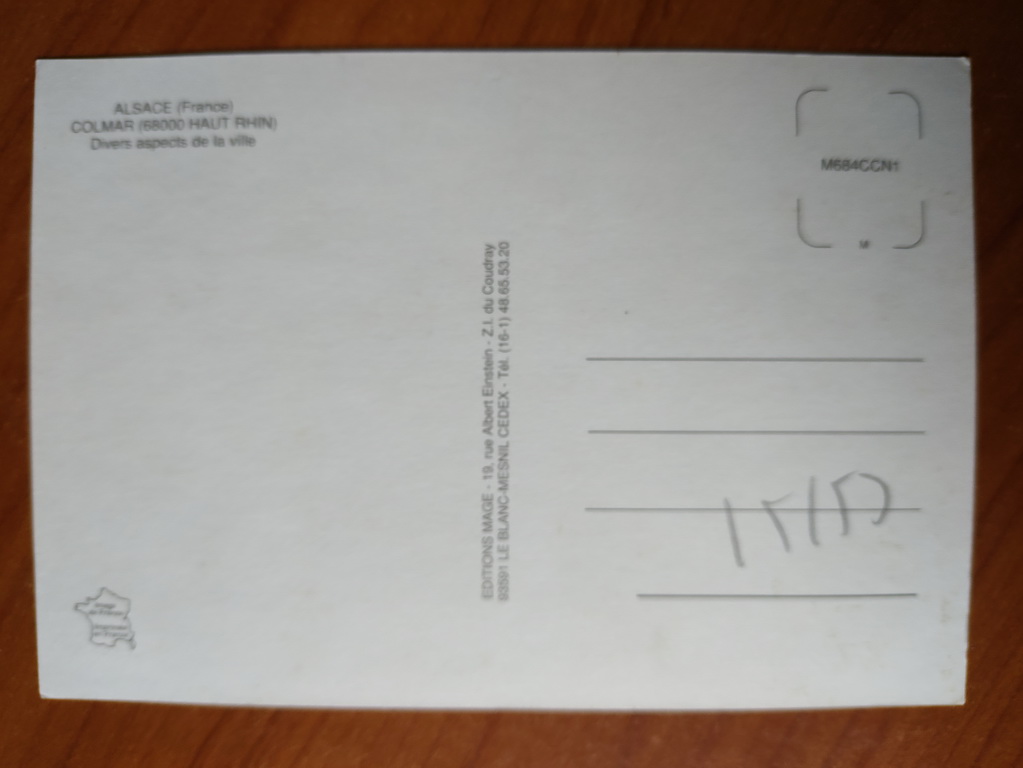 ALSACE (France)
COLMAR (68000 HAUT RHIN)
Divers aspects de la ville
M684CCN1
EDITIONS MAGE - 19, rue Albert Einstein - Z.I. du Coudray
93591 LE BLANC-MESNIL CEDEX - Tél. (16-1) 48.65.53.20